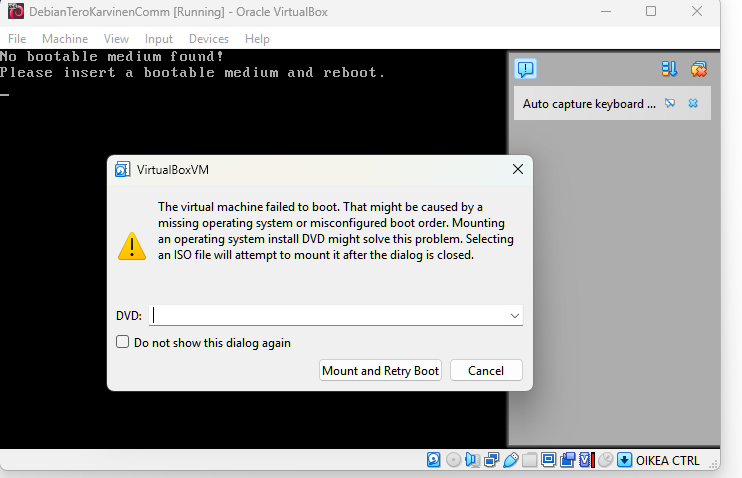 DebianTeroKarvinenComm [Running] - Oracle VirtualBox
File Machine View Input Devices Help
No bootable medium found!
Please insert a bootable medium and reboot.
_
Auto capture keyboard ...
VirtualBoxVM
The virtual machine failed to boot. That might be caused by a
missing operating system or misconfigured boot order. Mounting
an operating system install DVD might solve this problem. Selecting
an ISO file will attempt to mount it after the dialog is closed.
DVD:
Do not show this dialog again
Mount and Retry Boot Cancel
OIKEA CTRL